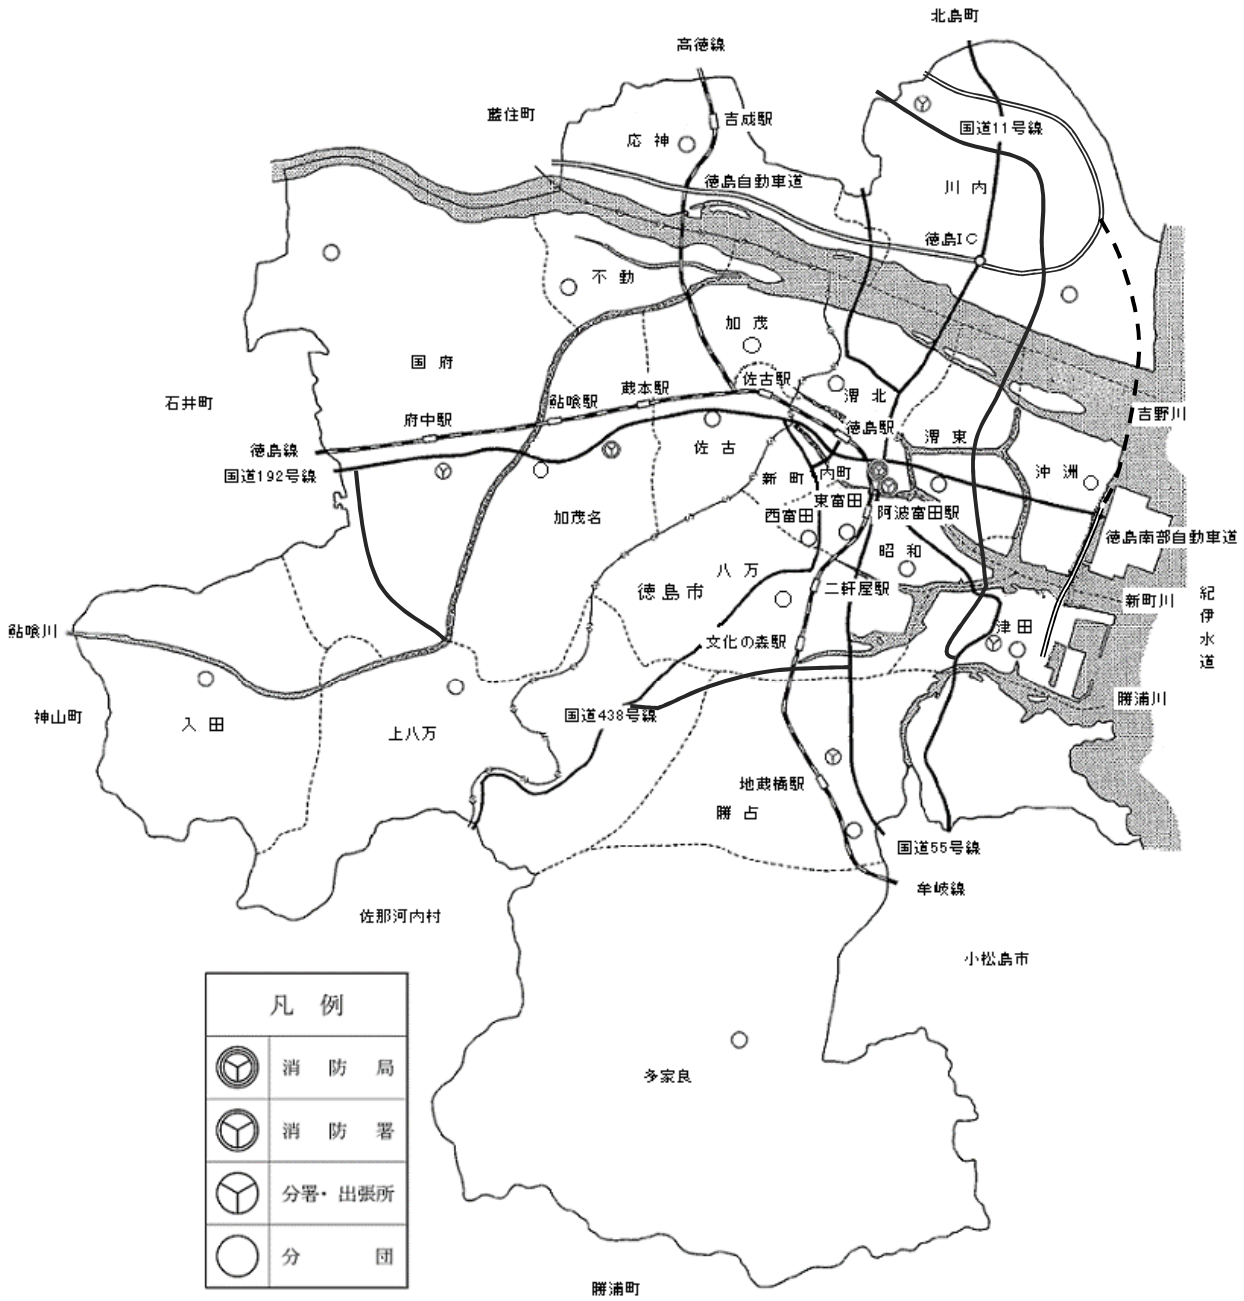 北島町
高徳線
藍住町
吉成駅
国道11号線
応神
徳島自動車道
川内
徳島IC
不動
加茂
国府
佐古駅
蔵本駅
鮎喰駅
渭北
石井町
吉野川
府中駅
徳島駅
渭東
佐古
徳島線
国道192号線
新町
内町
沖洲
東富田
西富田
阿波富田駅
加茂名
徳島南部自動車道
昭和
八万
徳島市
二軒屋駅
新町川
紀伊水道
鮎喰川
津田
文化の森駅
勝浦川
神山町
入田
国道438号線
上八万
地蔵橋駅
勝占
国道55号線
牟岐線
佐那河内村
小松島市
凡例
消防局
消防署
分署・出張所
分団
多家良
勝浦町